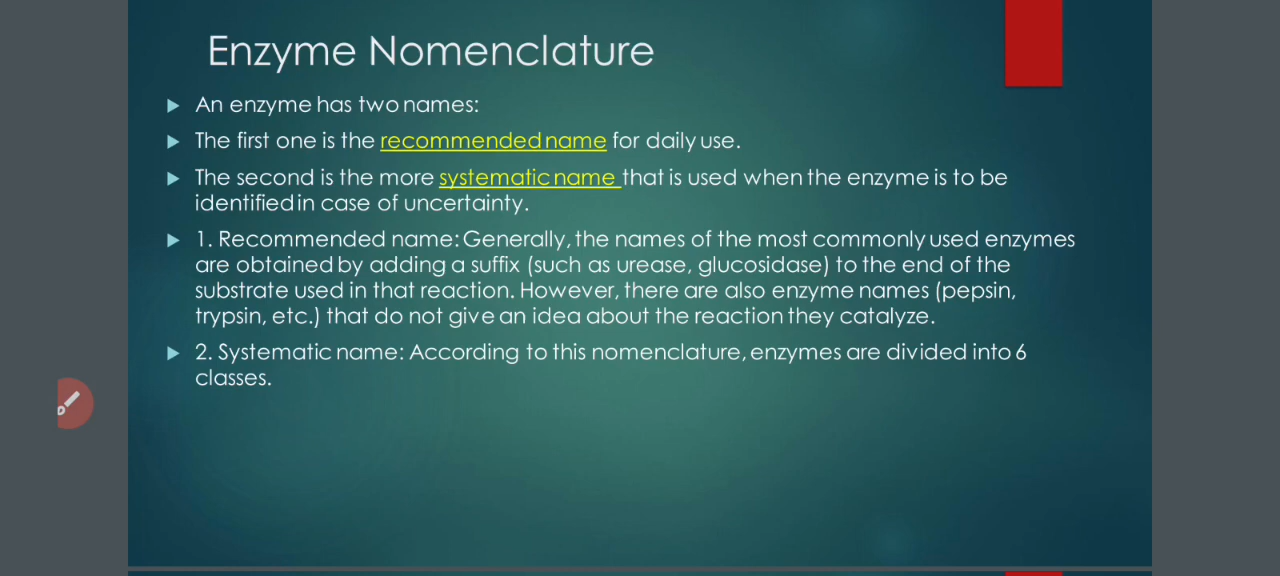 Enzyme Nomenclature
An enzyme has two names:
The first one is the recommended name for daily use.
The second is the more systematic name that is used when the enzyme is to be
identified in case of uncertainty.
1. Recommended name: Generally, the names of the most commonly used enzymes
are obtained by adding a suffix (such as urease, glucosidase) to the end of the
substrate used in that reaction. However, there are also enzyme names (pepsin,
trypsin, etc.) that do not give an idea about the reaction they catalyze.
2. Systematic name: According to this nomenclature, enzymes are divided into 6
classes.